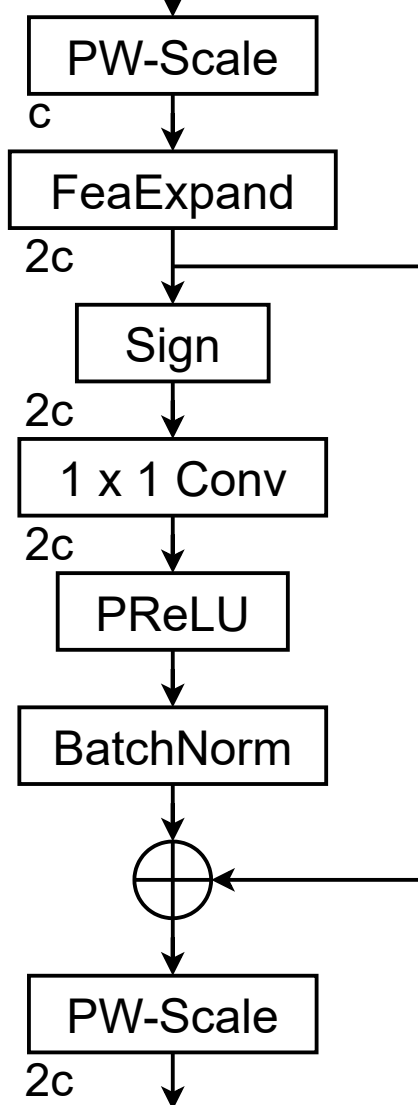 PW-Scale
c
FeaExpand
2c
Sign
2c
1 x 1 Conv
2c
PReLU
BatchNorm
PW-Scale
2c